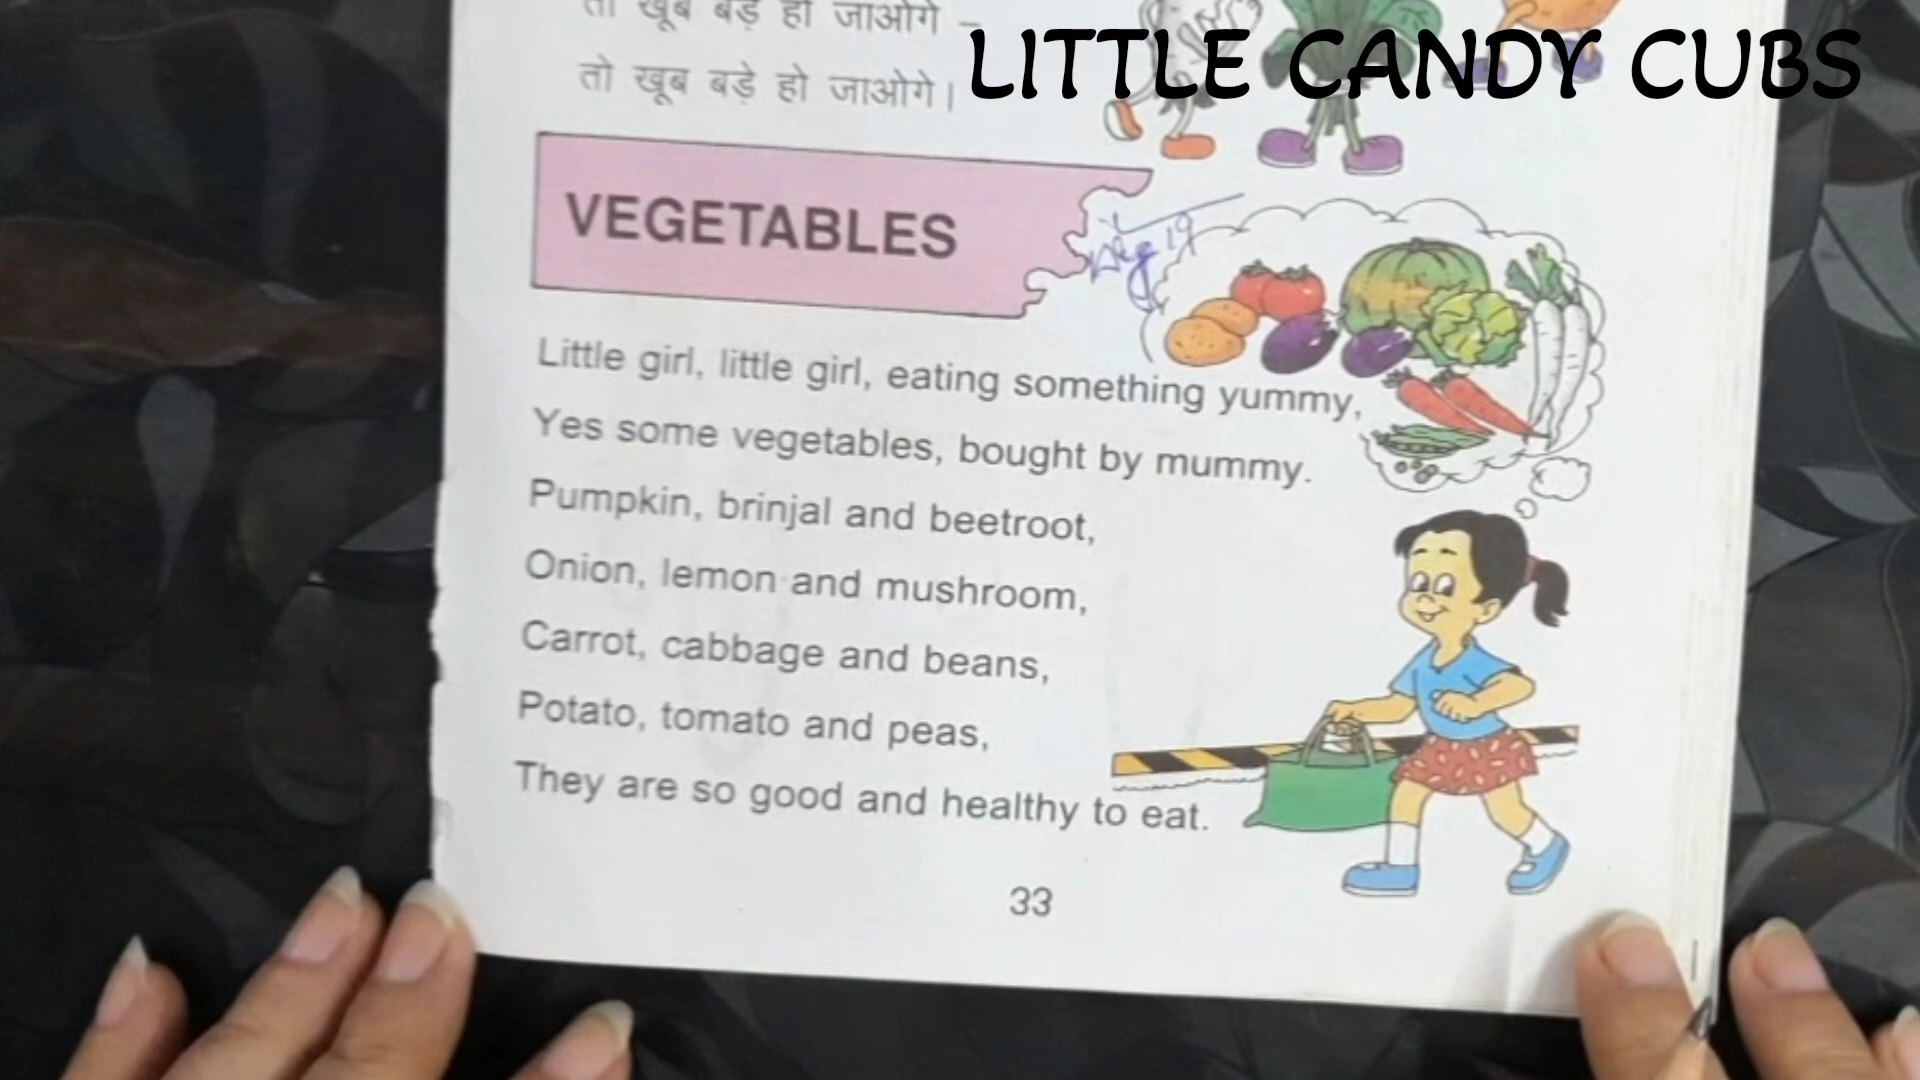 तो खूब बड़े हो जाओगे –
तो खूब बड़े हो जाओगे।
LITTLE CANDY CUBS
VEGETABLES
Little girl, little girl, eating something yummy,
Yes some vegetables, bought by mummy.
Pumpkin, brinjal and beetroot,
Onion, lemon and mushroom,
Carrot, cabbage and beans,
Potato, tomato and peas,
They are so good and healthy to eat.
33